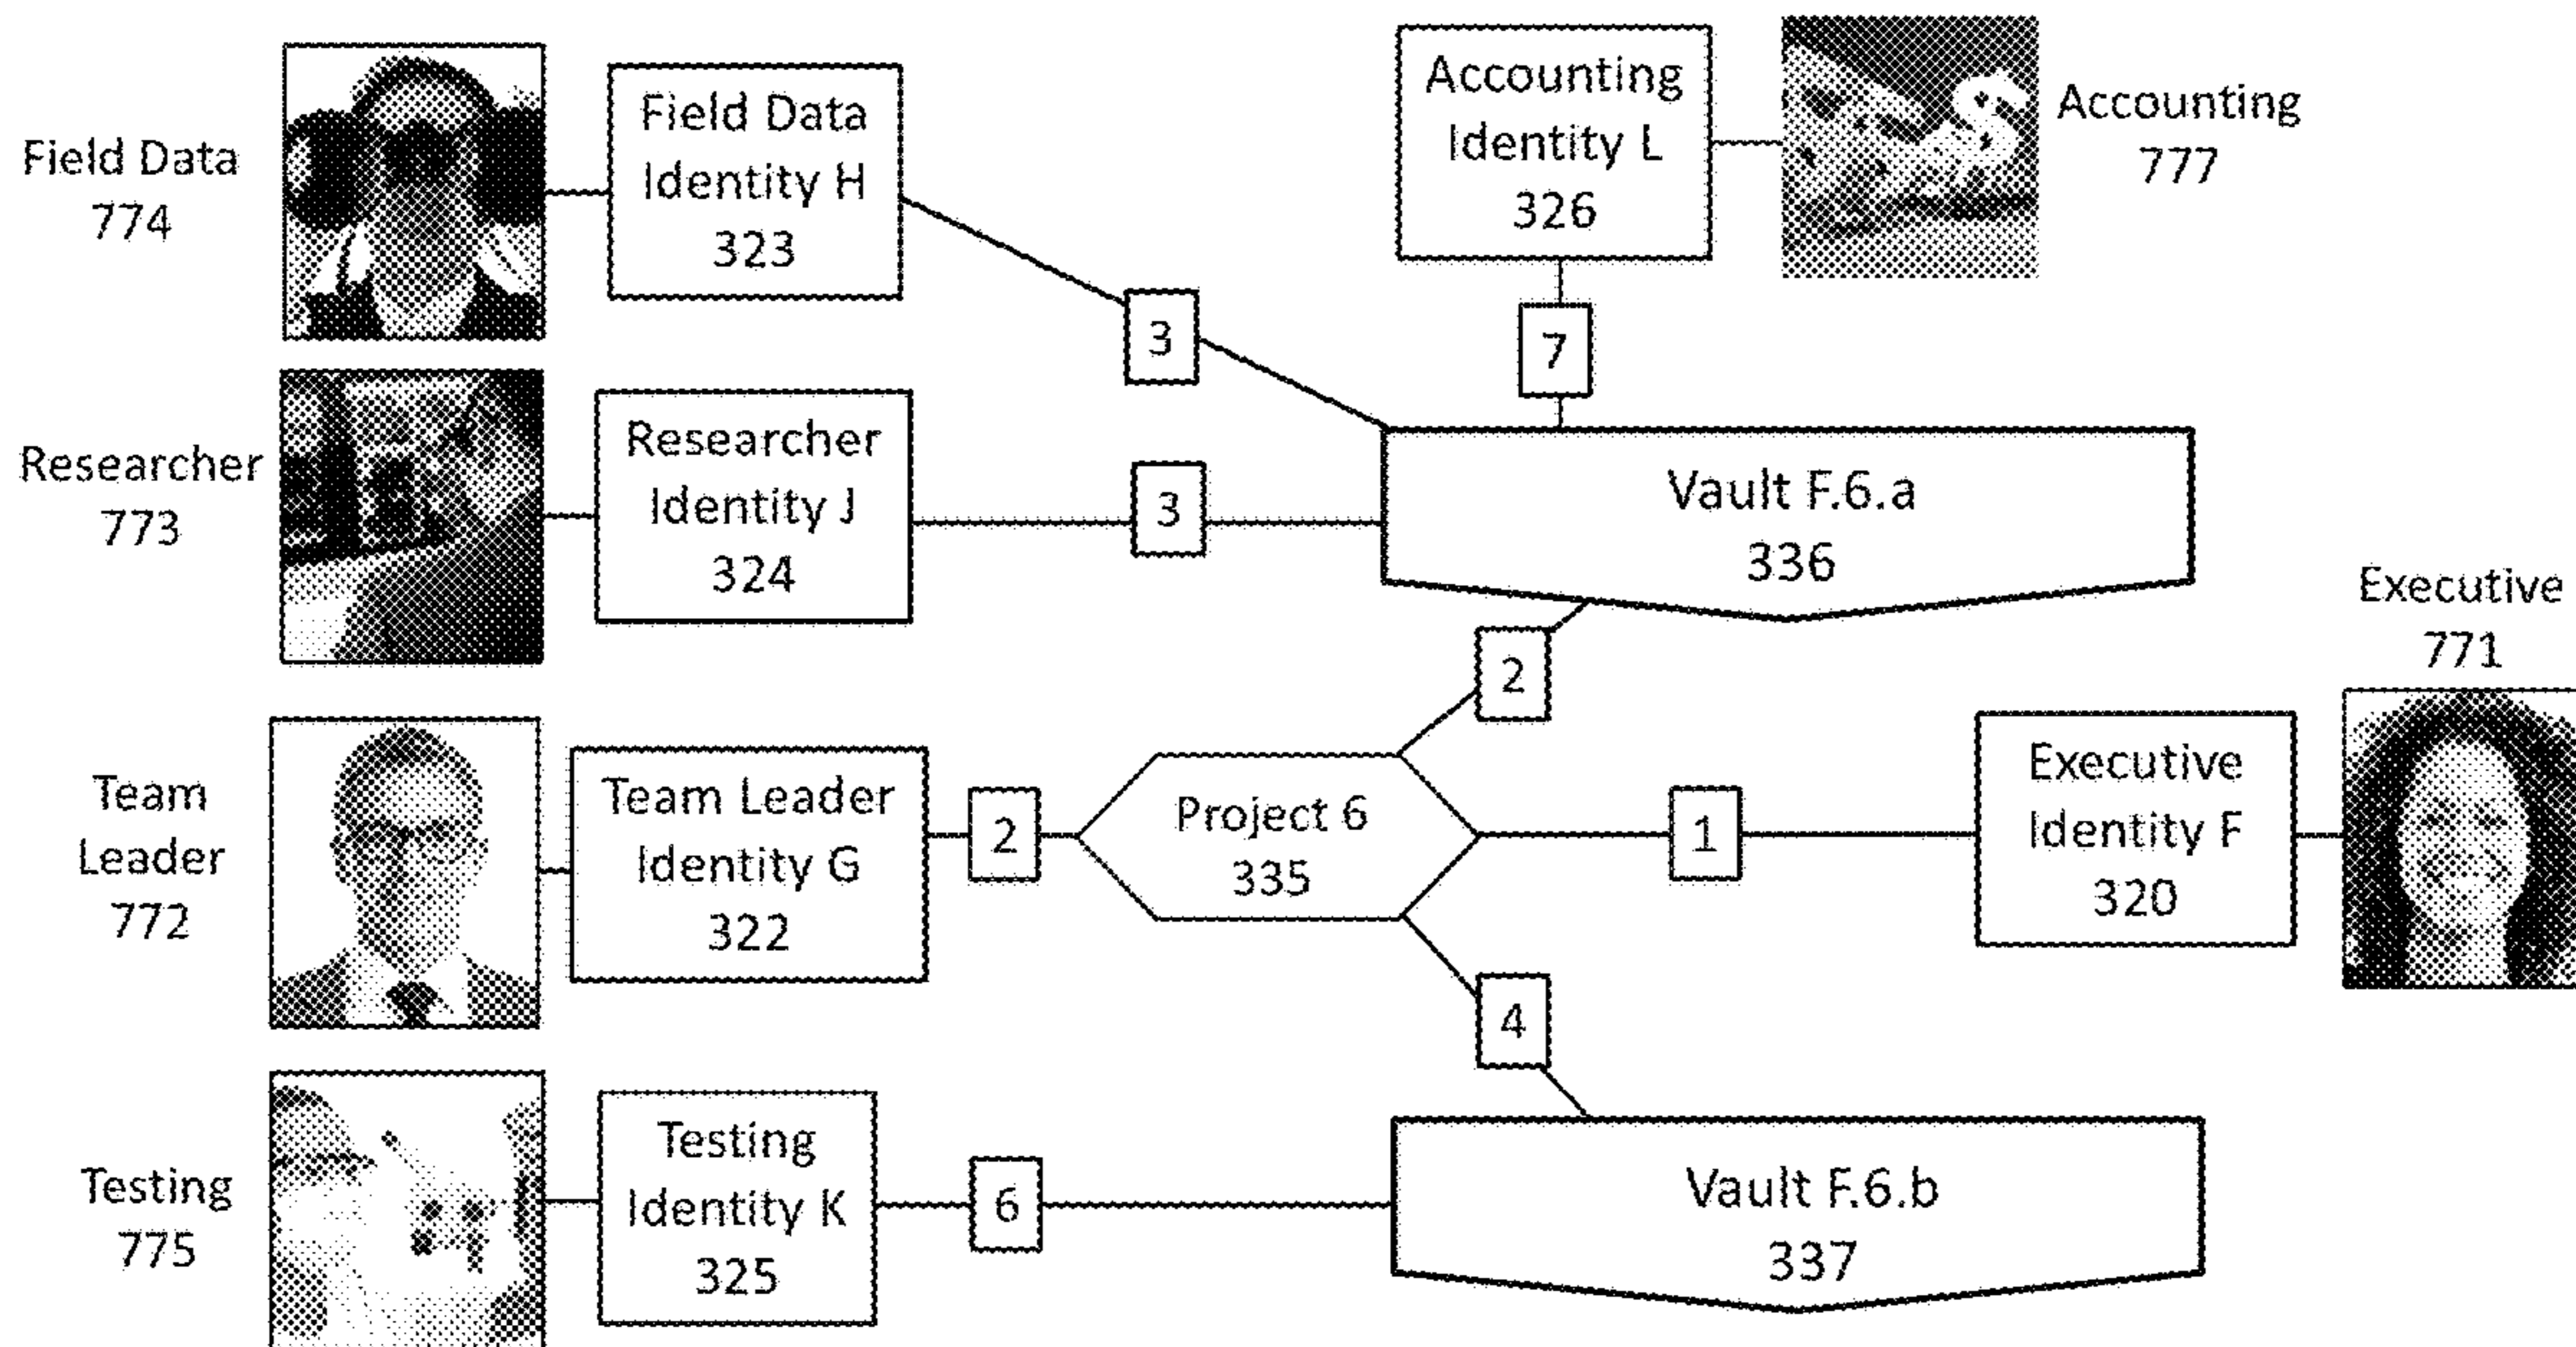 Field Data
774
Field Data
Identity H
323
Accounting
Identity L
326
Accounting
777
3
7
Researcher
773
Researcher
Identity J
324
3
Vault F.6.a
336
Executive
771
2
Team
Leader
772
Team Leader
Identity G
322
2
Project 6
335
1
Executive
Identity F
320
4
Testing
775
Testing
Identity K
325
6
Vault F.6.b
337